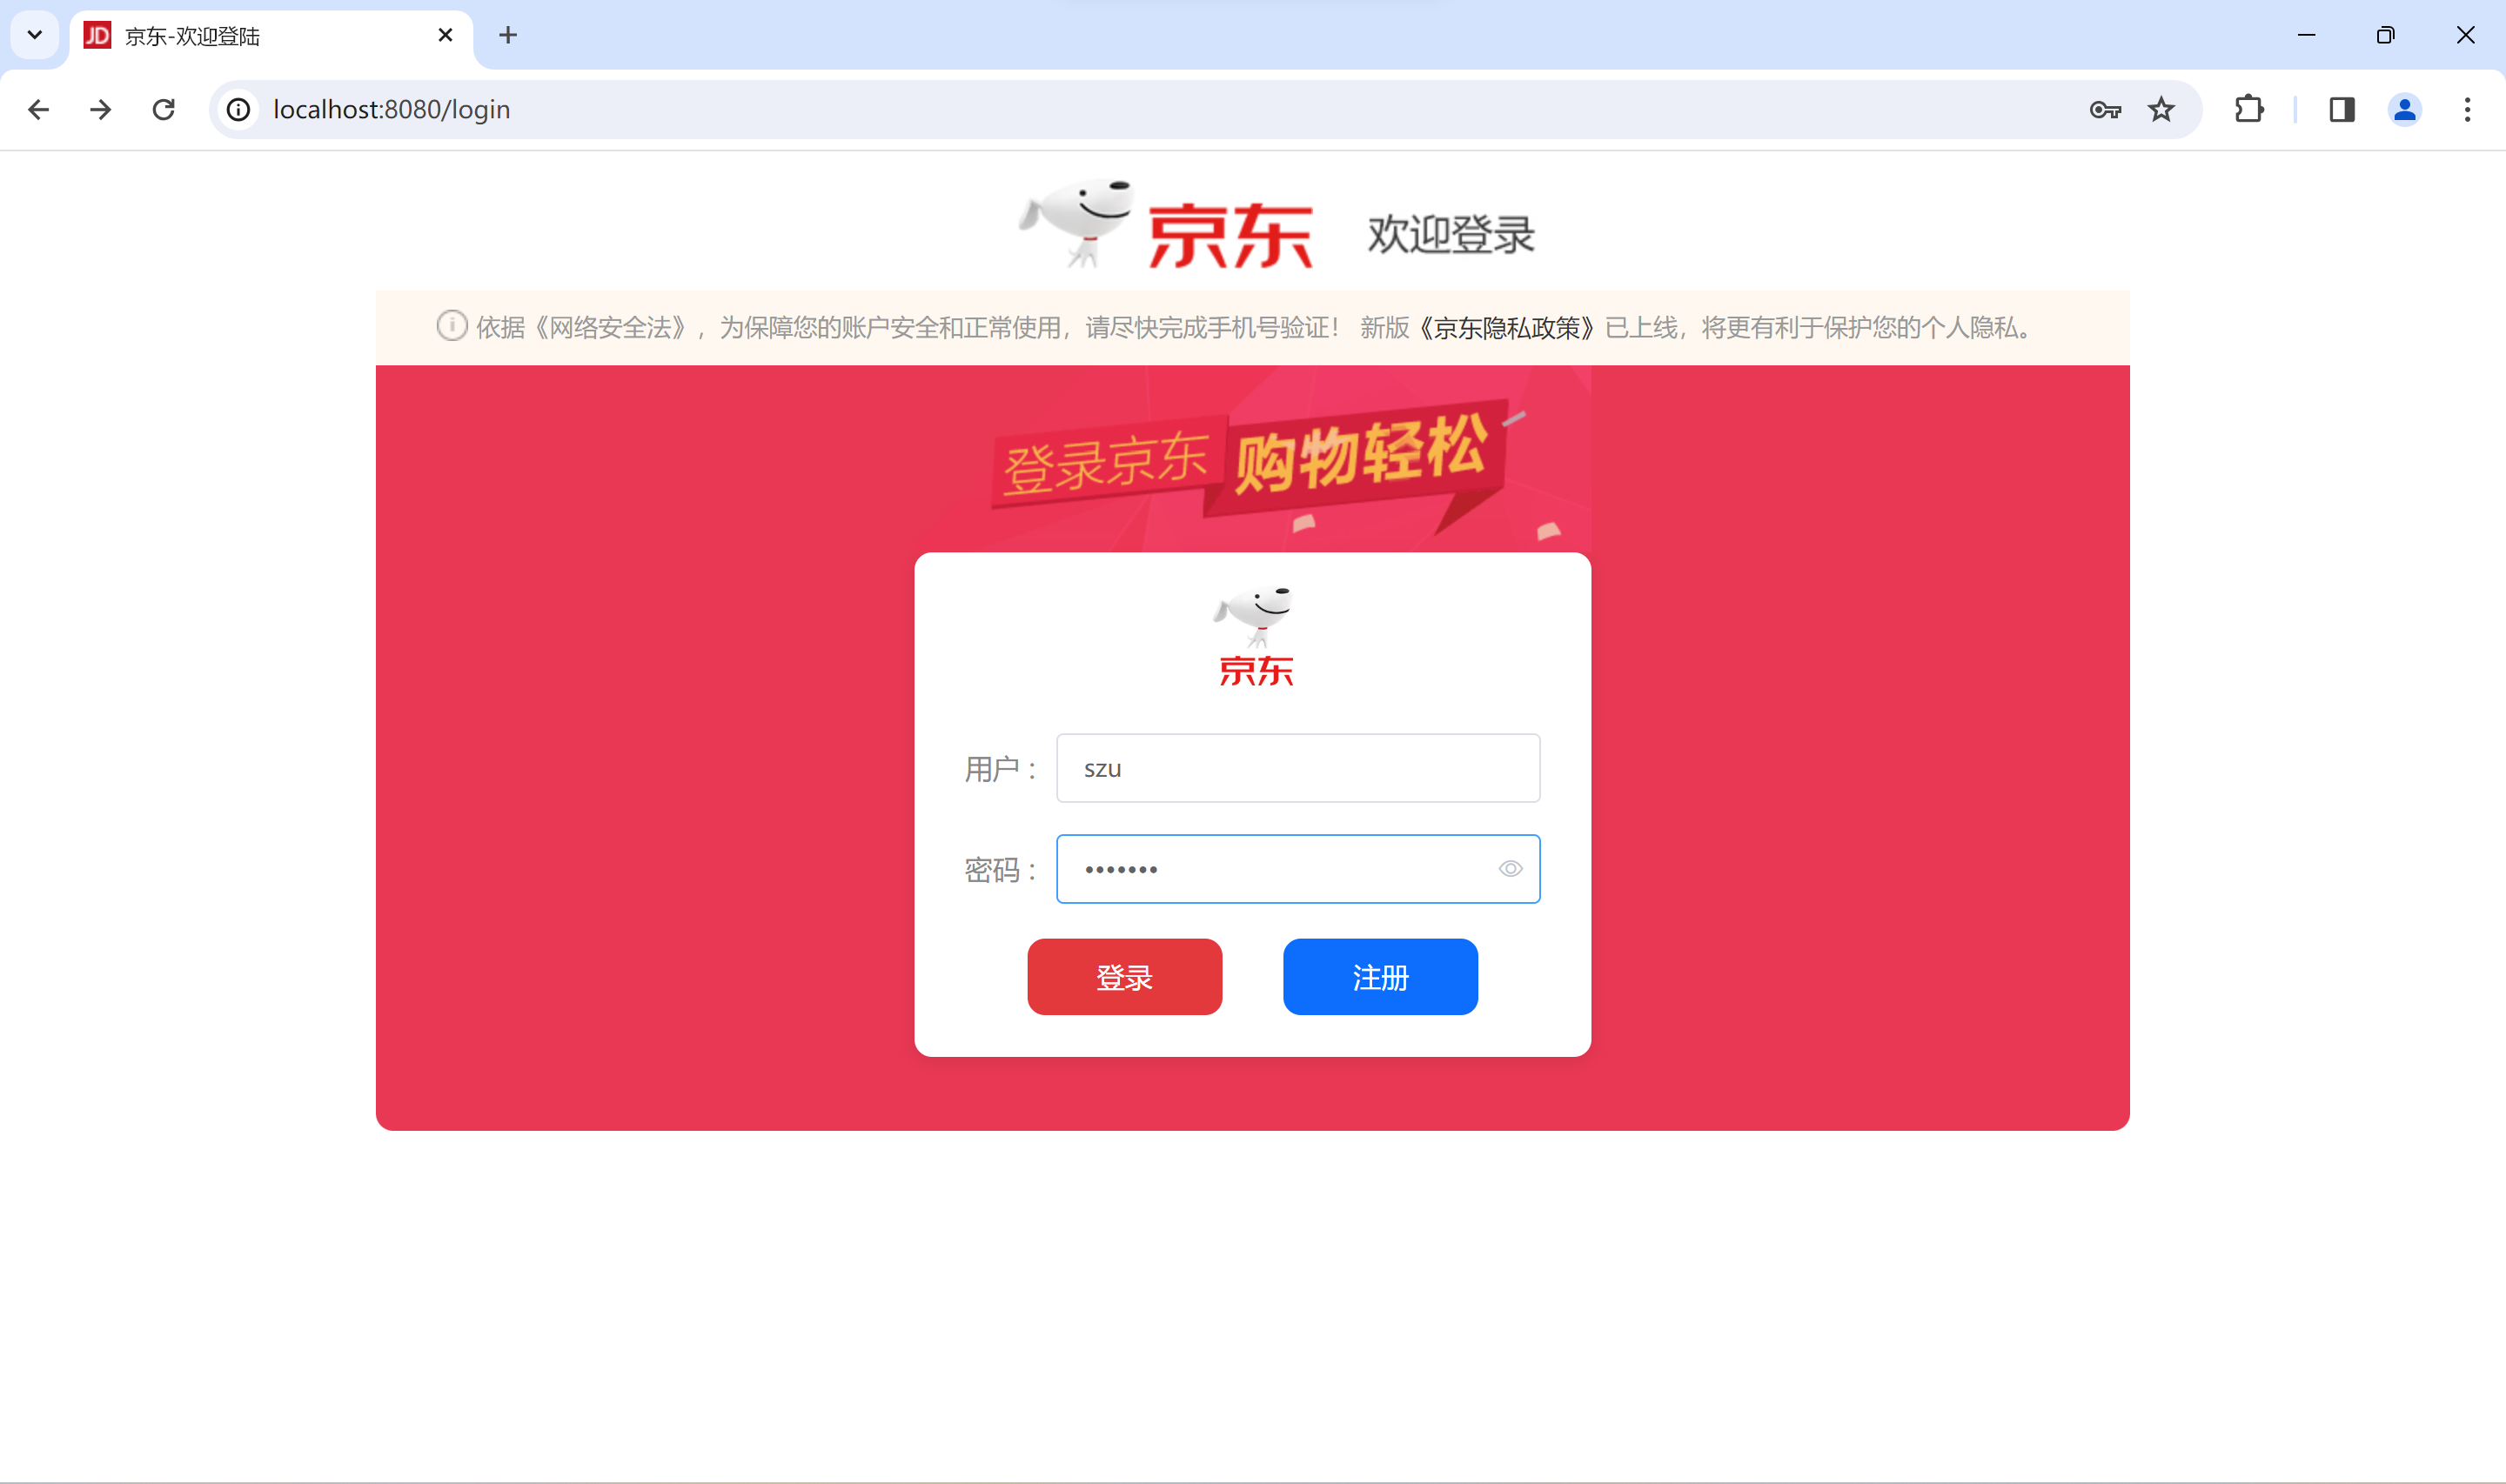 JD 京东-欢迎登陆
localhost:8080/login
京东 欢迎登录
依据《网络安全法》，为保障您的账户安全和正常使用，请尽快完成手机号验证！ 新版《京东隐私政策》已上线，将更有利于保护您的个人隐私。
登录京东 购物轻松
京东
用户： szu
密码： •••••••
登录 注册